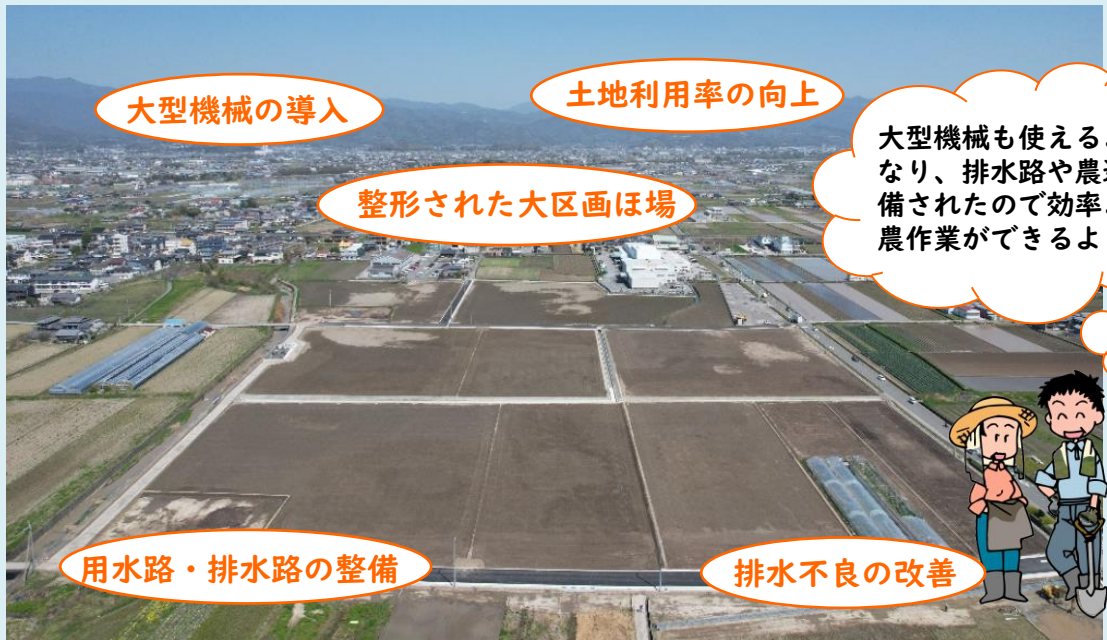 大型機械の導入
土地利用率の向上
整形された大区画ほ場
大型機械も使える
なり、排水路や農
備されたので効率
農作業ができるよ
用水路・排水路の整備
排水不良の改善